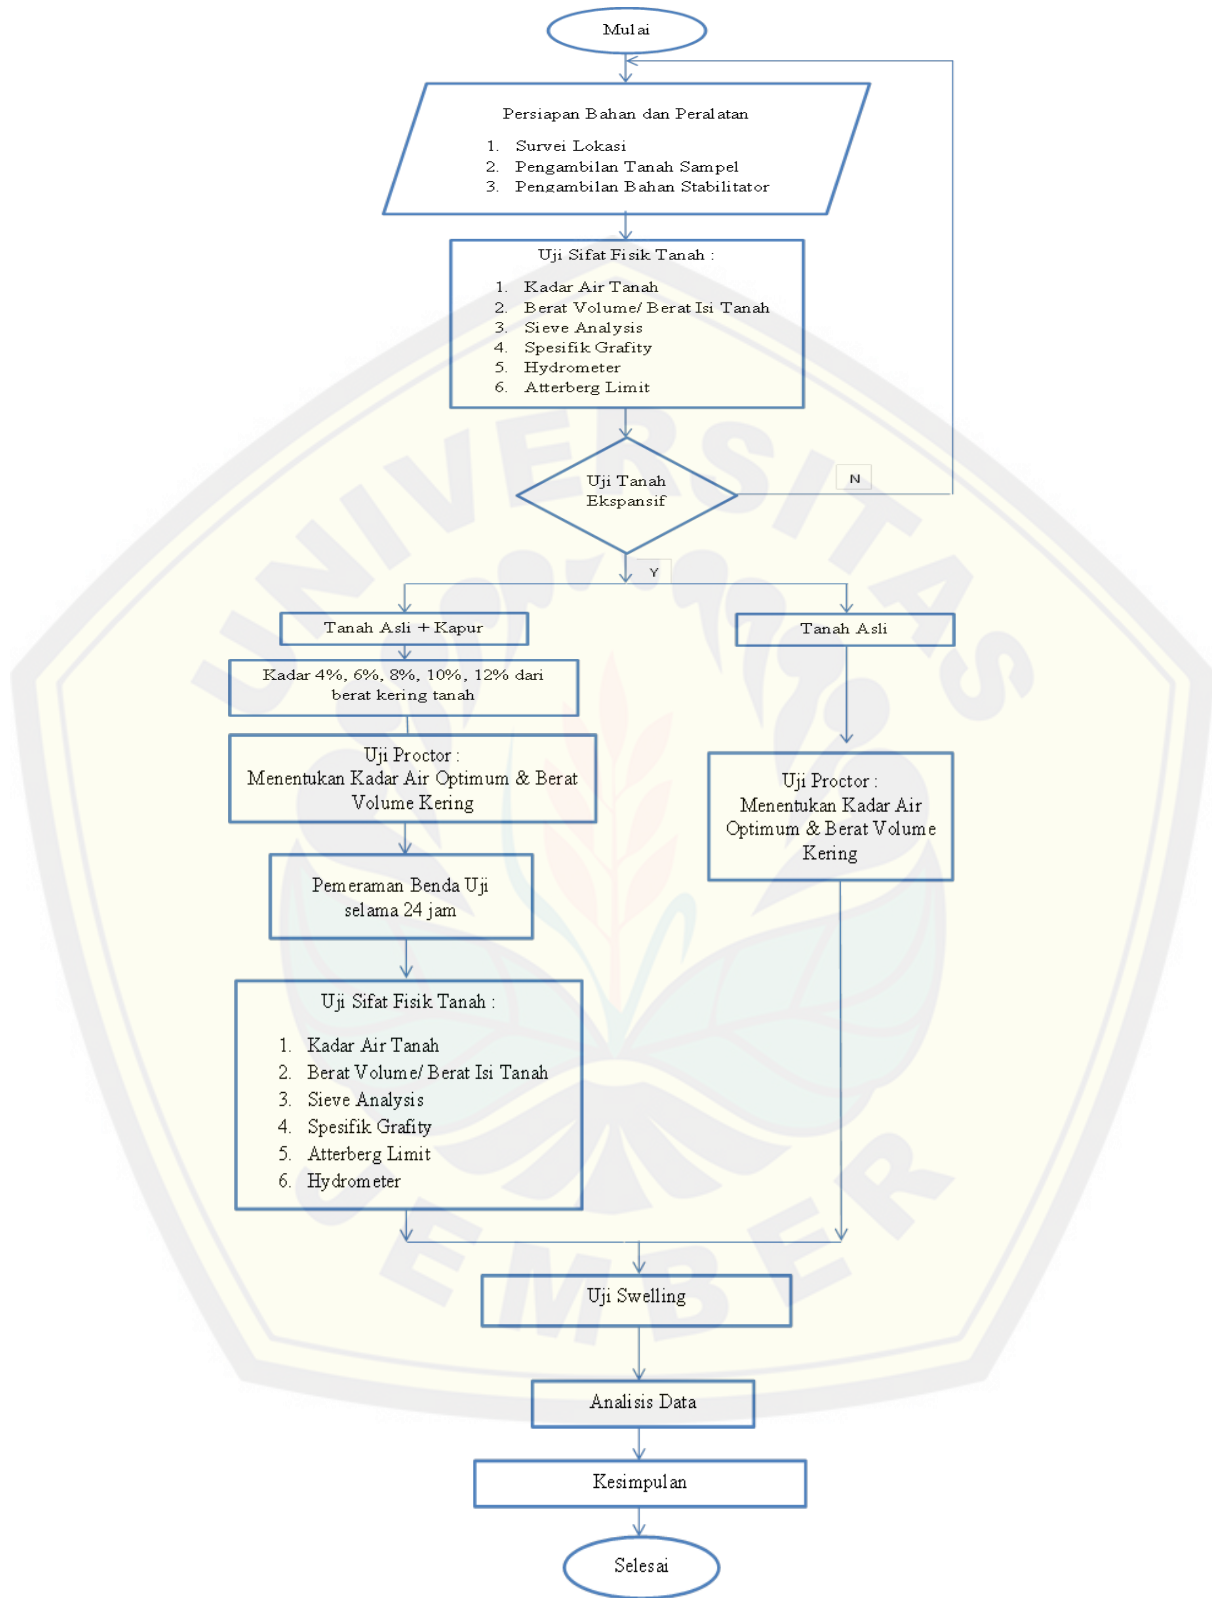 Mulai
Persiapan Bahan dan Peralatan
1. Survei Lokasi
2. Pengambilan Tanah Sampel
3. Pengambilan Bahan Stabilitator
Uji Sifat Fisik Tanah :
1. Kadar Air Tanah
2. Berat Volume/ Berat Isi Tanah
3. Sieve Analysis
4. Spesifik Grafity
5. Hydrometer
6. Atterberg Limit
Uji Tanah
Ekspansif
N
Y
Tanah Asli + Kapur
Tanah Asli
Kadar 4%, 6%, 8%, 10%, 12% dari
berat kering tanah
Uji Proctor :
Menentukan Kadar Air Optimum & Berat
Volume Kering
Uji Proctor :
Menentukan Kadar Air
Optimum & Berat Volume
Kering
Pemeraman Benda Uji
selama 24 jam
Uji Sifat Fisik Tanah :
1. Kadar Air Tanah
2. Berat Volume/ Berat Isi Tanah
3. Sieve Analysis
4. Spesifik Grafity
5. Atterberg Limit
6. Hydrometer
Uji Swelling
Analisis Data
Kesimpulan
Selesai
UNIVERSITAS
JEMBER